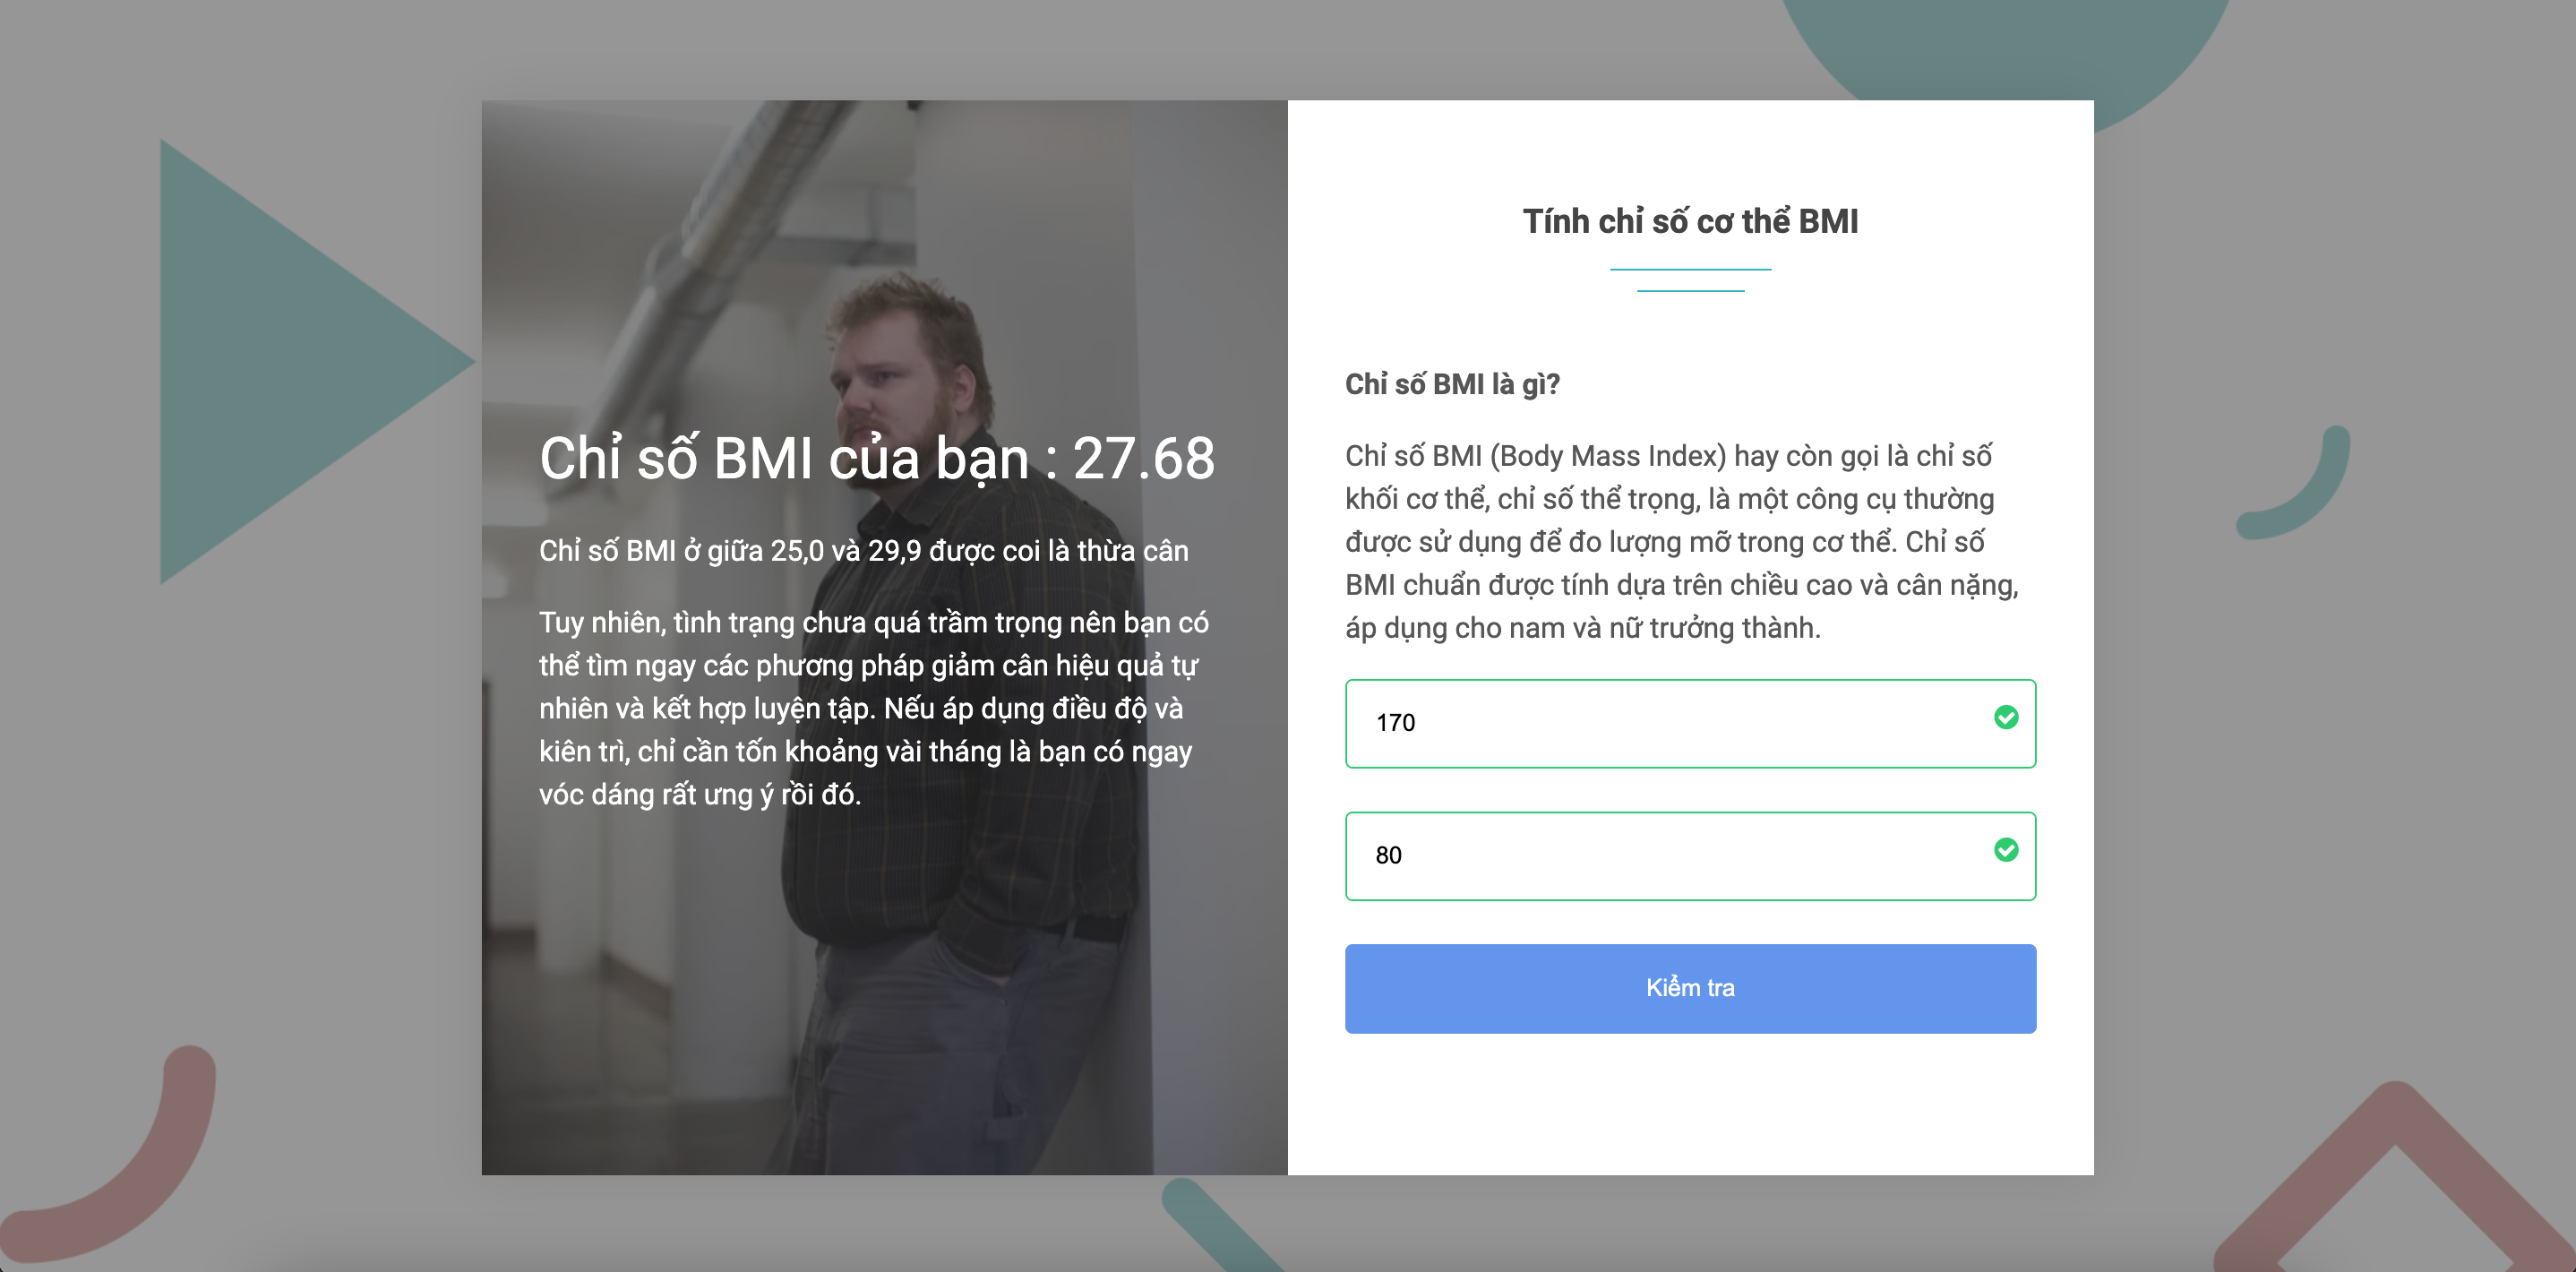 Chỉ số BMI của bạn : 27.68
Chỉ số BMI ở giữa 25,0 và 29,9 được coi là thừa cân
Tuy nhiên, tình trạng chưa quá trầm trọng nên bạn có
thể tìm ngay các phương pháp giảm cân hiệu quả tự
nhiên và kết hợp luyện tập. Nếu áp dụng điều độ và
kiên trì, chỉ cần tốn khoảng vài tháng là bạn có ngay
vóc dáng rất ưng ý rồi đó.
Tính chỉ số cơ thể BMI
Chỉ số BMI là gì?
Chỉ số BMI (Body Mass Index) hay còn gọi là chỉ số
khối cơ thể, chỉ số thể trọng, là một công cụ thường
được sử dụng để đo lượng mỡ trong cơ thể. Chỉ số
BMI chuẩn được tính dựa trên chiều cao và cân nặng,
áp dụng cho nam và nữ trưởng thành.
170
80
Kiểm tra